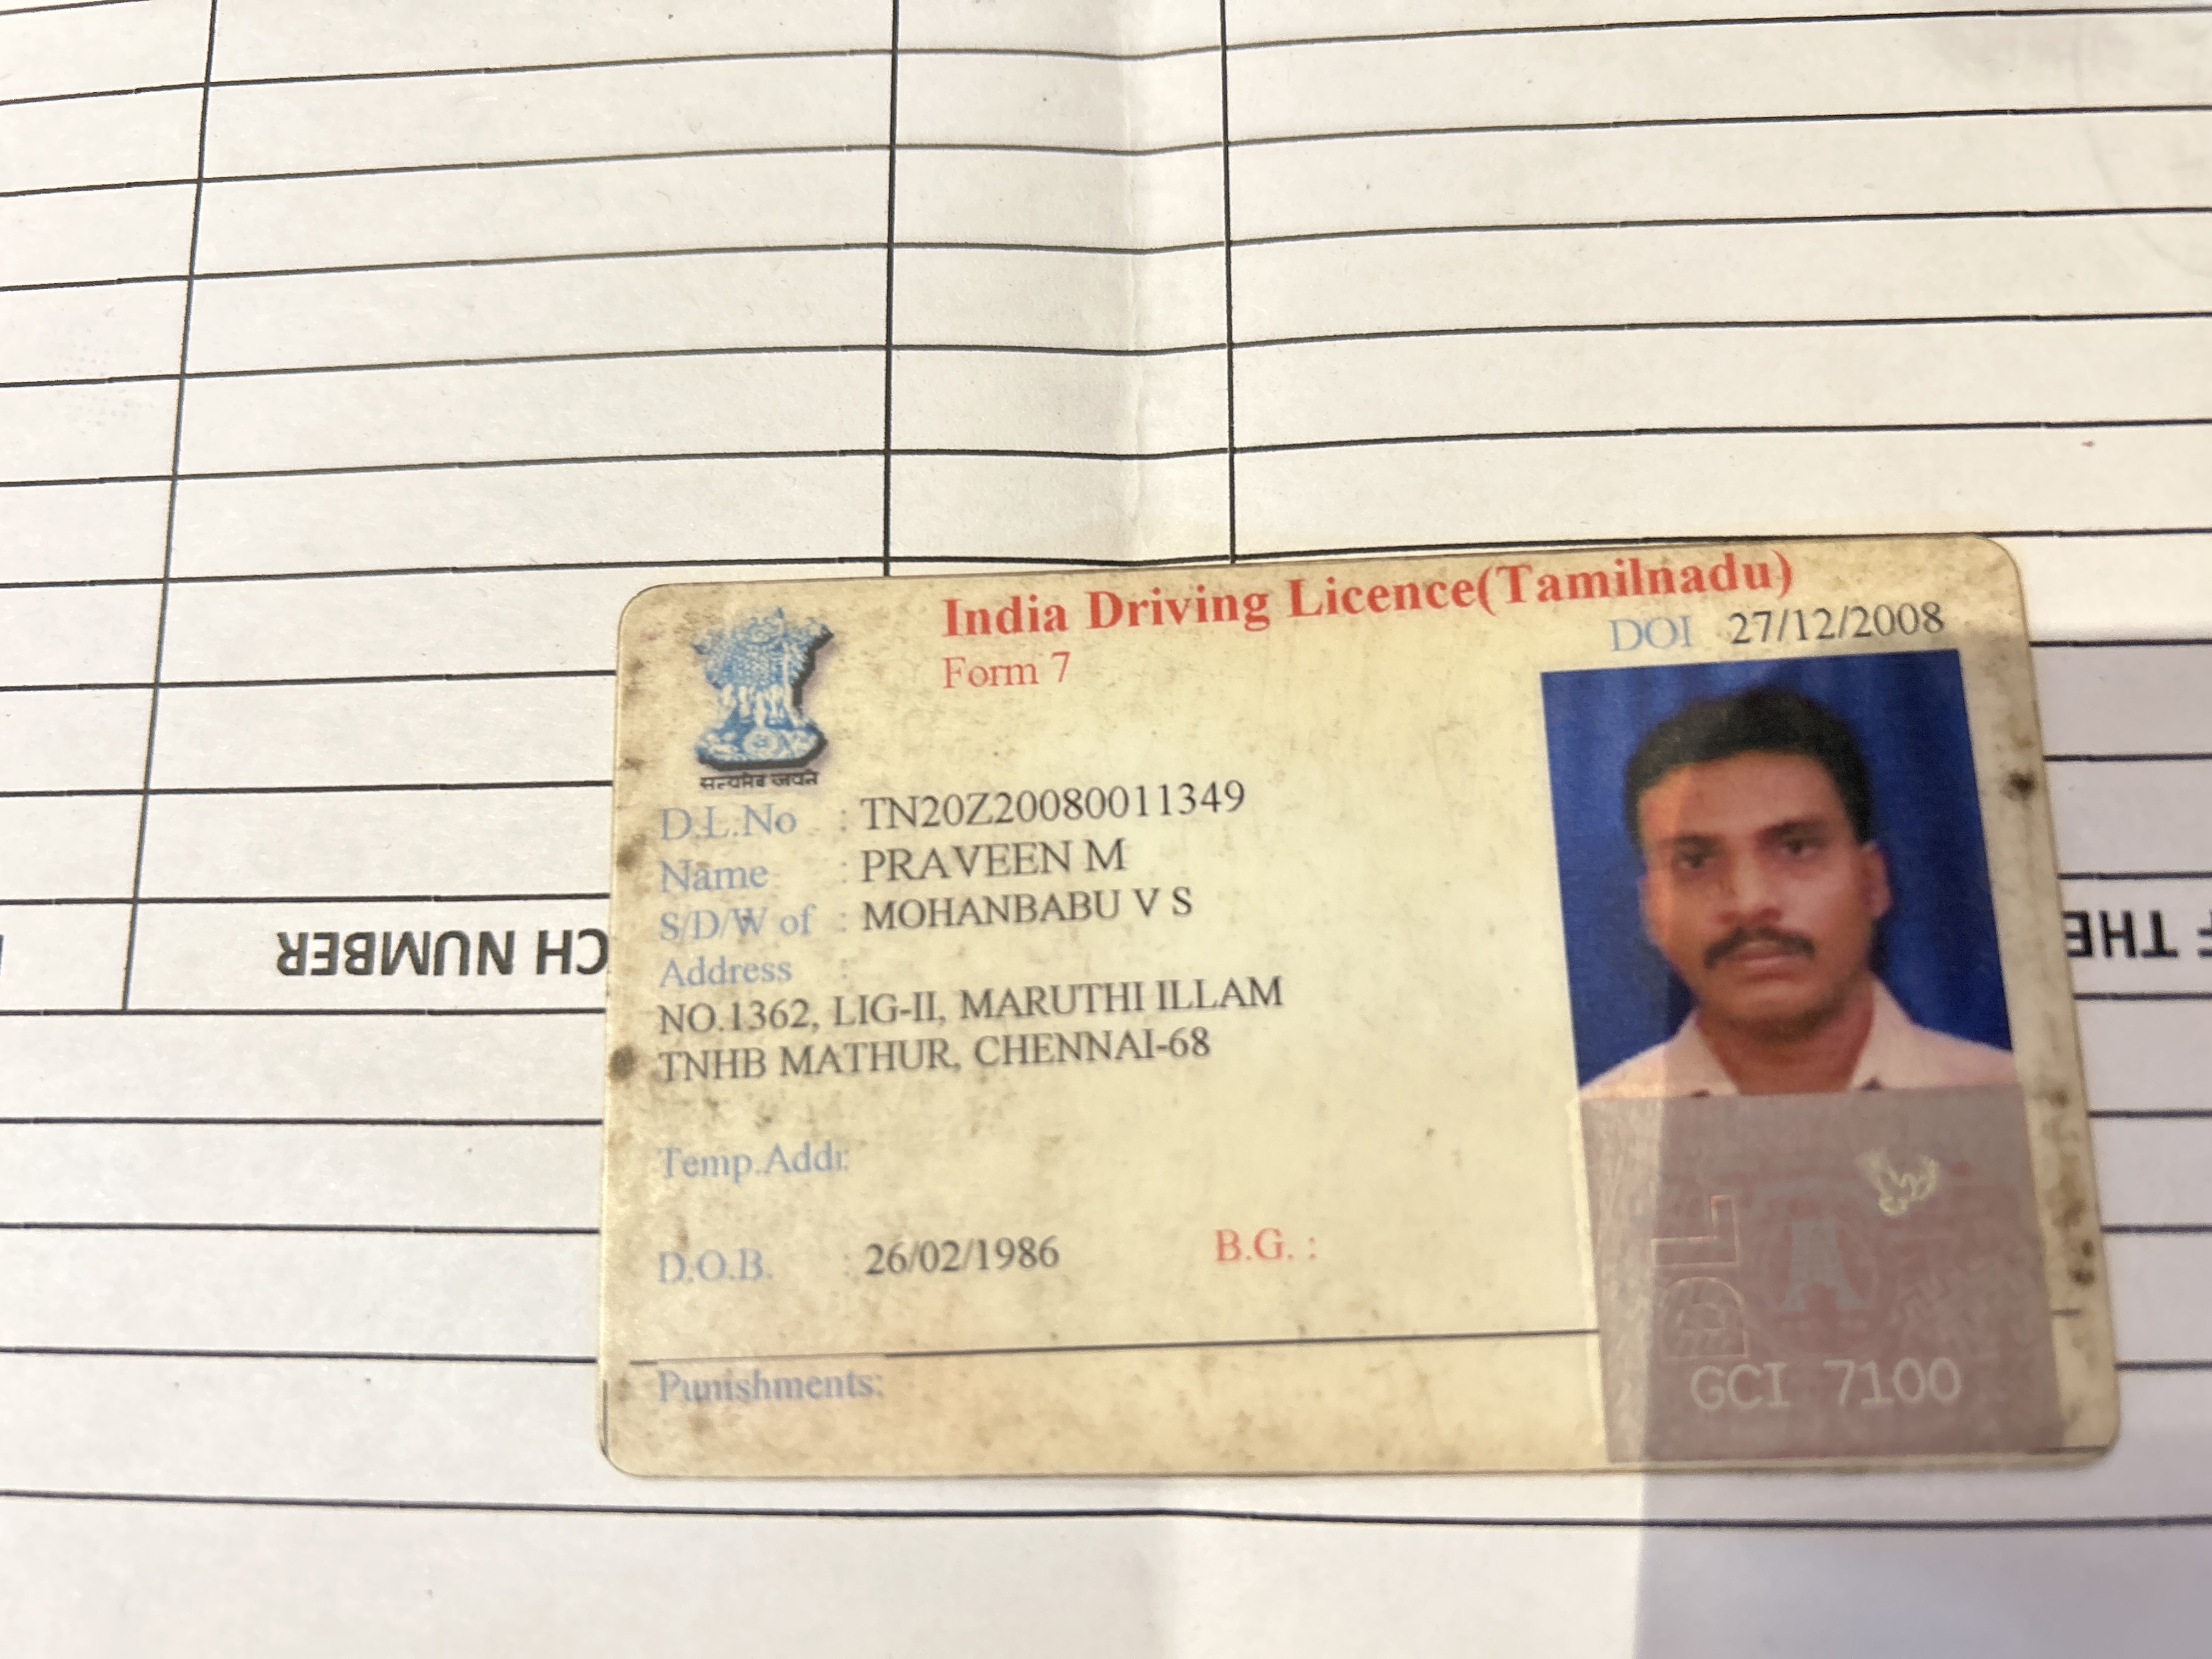 India Driving Licence(Tamilnadu)
DOI 27/12/2008
Form 7
सत्यमेव जयते
D.L.No : TN20Z20080011349
Name : PRAVEEN M
S/D/W of : MOHANBABU V S
Address :
NO.1362, LIG-II, MARUTHI ILLAM
TNHB MATHUR, CHENNAI-68
Temp.Addr:
D.O.B. : 26/02/1986 B.G. :
Punishments:
DL
GCI 7100
CH NUMBER
F THE